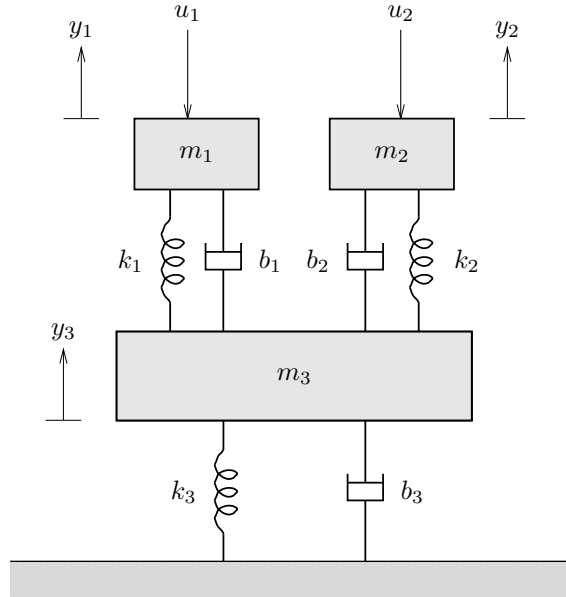 u₁ u₂
y₁ y₂
m₁ m₂
k₁ b₁ b₂ k₂
y₃
m₃
k₃ b₃